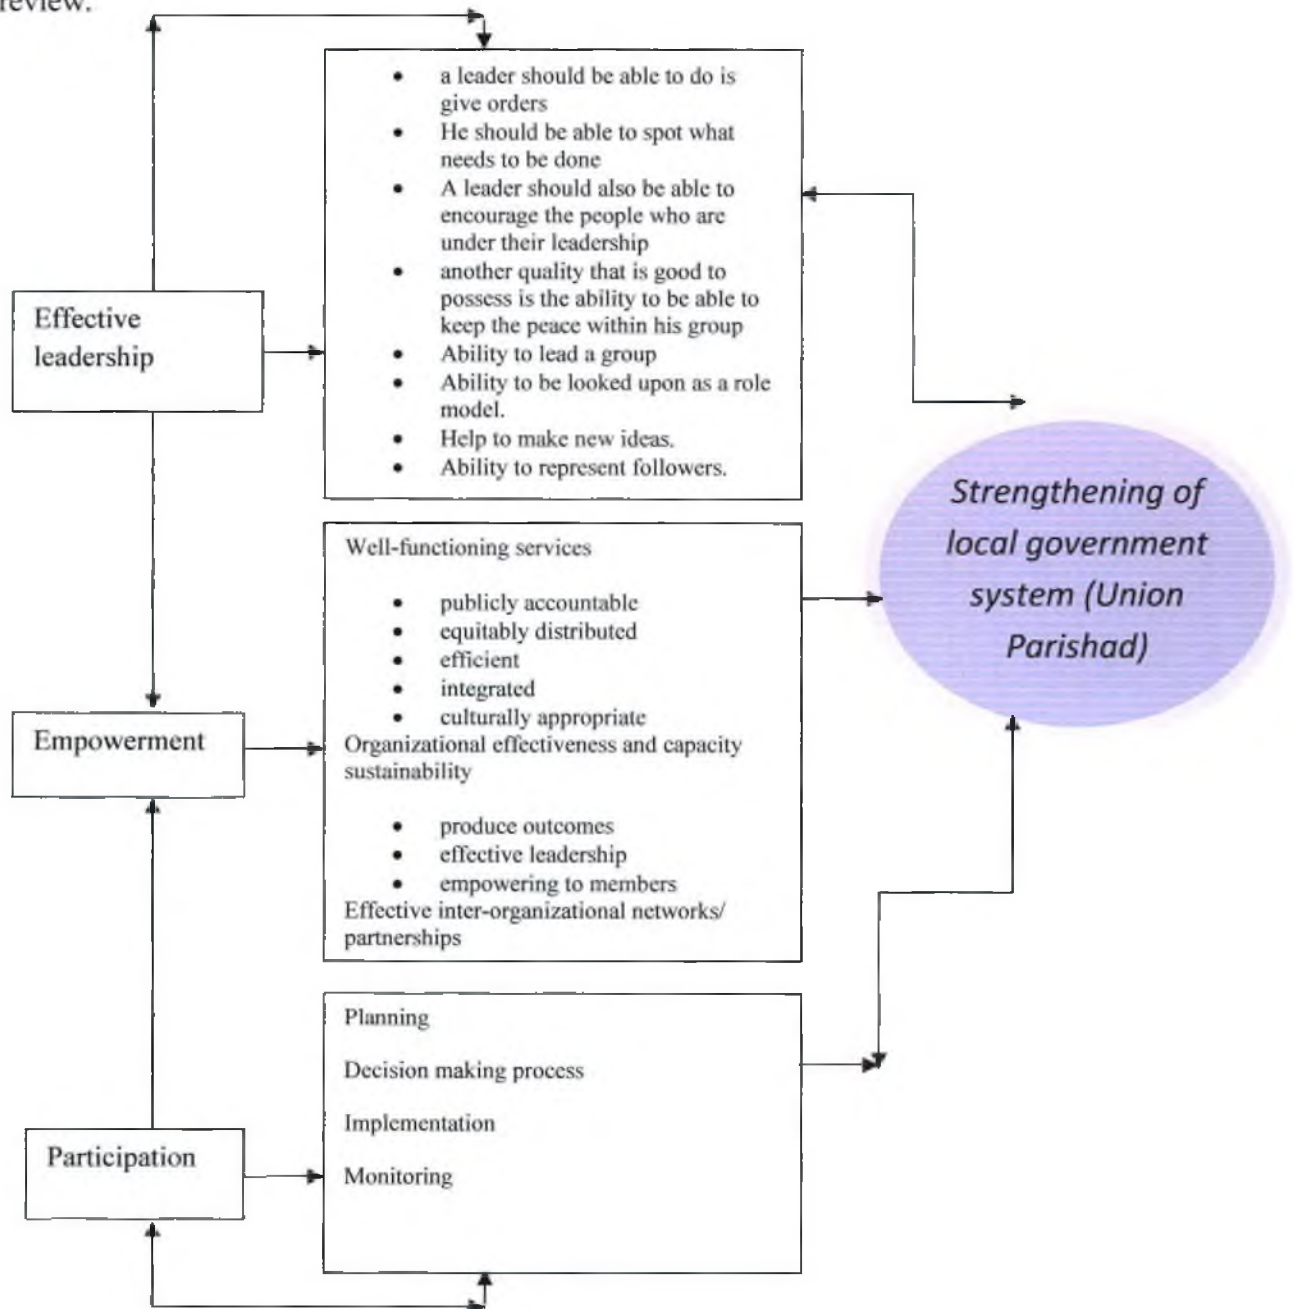 review.
• a leader should be able to do is
give orders
• He should be able to spot what
needs to be done
• A leader should also be able to
encourage the people who are
under their leadership
• another quality that is good to
possess is the ability to be able to
keep the peace within his group
• Ability to lead a group
• Ability to be looked upon as a role
model.
• Help to make new ideas.
• Ability to represent followers.
Effective
leadership
Strengthening of
local government
system (Union
Parishad)
Well-functioning services
• publicly accountable
• equitably distributed
• efficient
• integrated
• culturally appropriate
Organizational effectiveness and capacity
sustainability
• produce outcomes
• effective leadership
• empowering to members
Effective inter-organizational networks/
partnerships
Empowerment
Planning
Decision making process
Implementation
Monitoring
Participation